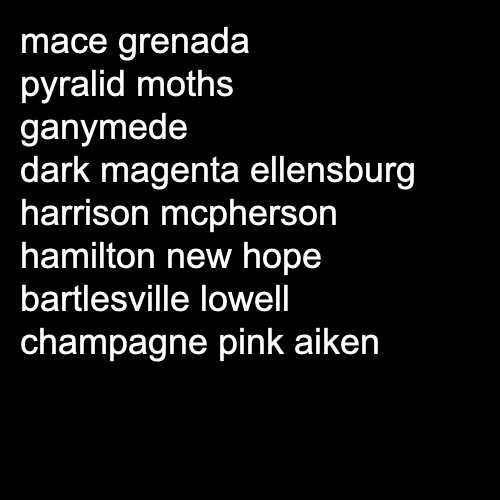 mace grenada
pyralid moths
ganymede
dark magenta ellensburg
harrison mcpherson
hamilton new hope
bartlesville lowell
champagne pink aiken